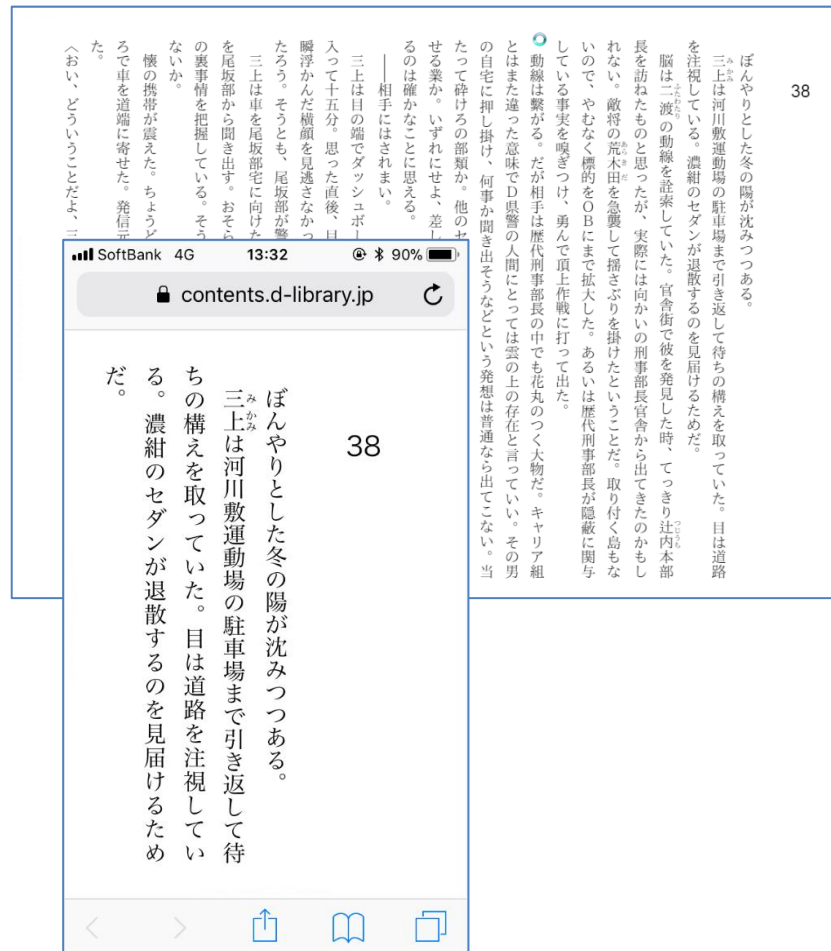 38
ぼんやりとした冬の陽が沈みつつある。
三上は河川敷運動場の駐車場まで引き返して待ちの構えを取っていた。目は道路
を注視している。濃紺のセダンが退散するのを見届けるためだ。
脳は二渡の動線を詮索していた。官舎街で彼を発見した時、てっきり辻内本部
長を訪ねたものと思ったが、実際には向かいの刑事部長官舎から出てきたのかもし
れない。敵将の荒木田を急襲して揺さぶりを掛けたということだ。取り付く島もな
いので、やむなく標的をOBにまで拡大した。あるいは歴代刑事部長が隠蔽に関与
している事実を嗅ぎつけ、勇んで頂上作戦に打って出た。
動線は繋がる。だが相手は歴代刑事部長の中でも花丸のつく大物だ。キャリア組
とはまた違った意味でD県警の人間にとっては雲の上の存在と言っていい。その男
の自宅に押し掛け、何事か聞き出そうなどという発想は普通なら出てこない。当
たって砕けろの部類か。他の
せる業か。いずれにせよ、差し
るのは確かなことに思える。
――相手にはされまい。
三上は目の端でダッシュボー
入って十五分。思った直後、
瞬浮かんだ横顔を見逃さなかっ
たろう。そうとも、尾坂部が
三上は車を尾坂部宅に向けた
を尾坂部から聞き出す。おそら
の裏事情を把握している。そう
ないか。
懐の携帯が震えた。ちょうど
ろで車を道端に寄せた。発信元
た。
〈おい、どういうことだよ、三
SoftBank 4G 13:32 90%
contents.d-library.jp
38
ぼんやりとした冬の陽が沈みつつある。
三上は河川敷運動場の駐車場まで引き返して待
ちの構えを取っていた。目は道路を注視してい
る。濃紺のセダンが退散するのを見届けるため
だ。